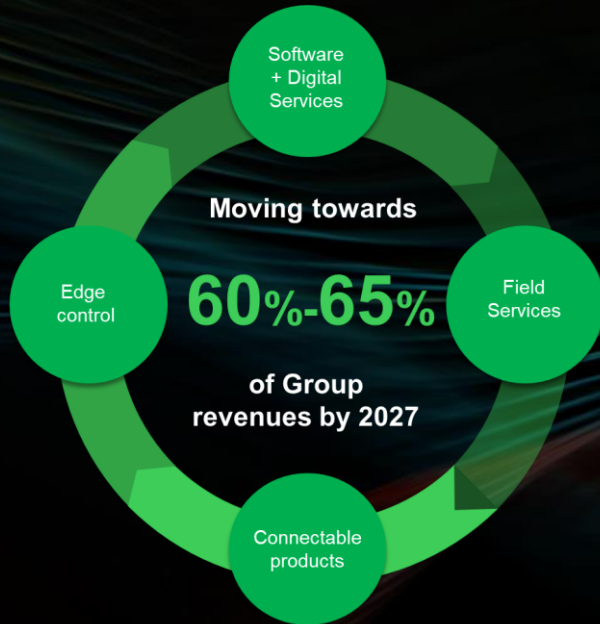 Software
+ Digital
Services
Moving towards
60%-65%
of Group
revenues by 2027
Edge
control
Field
Services
Connectable
products